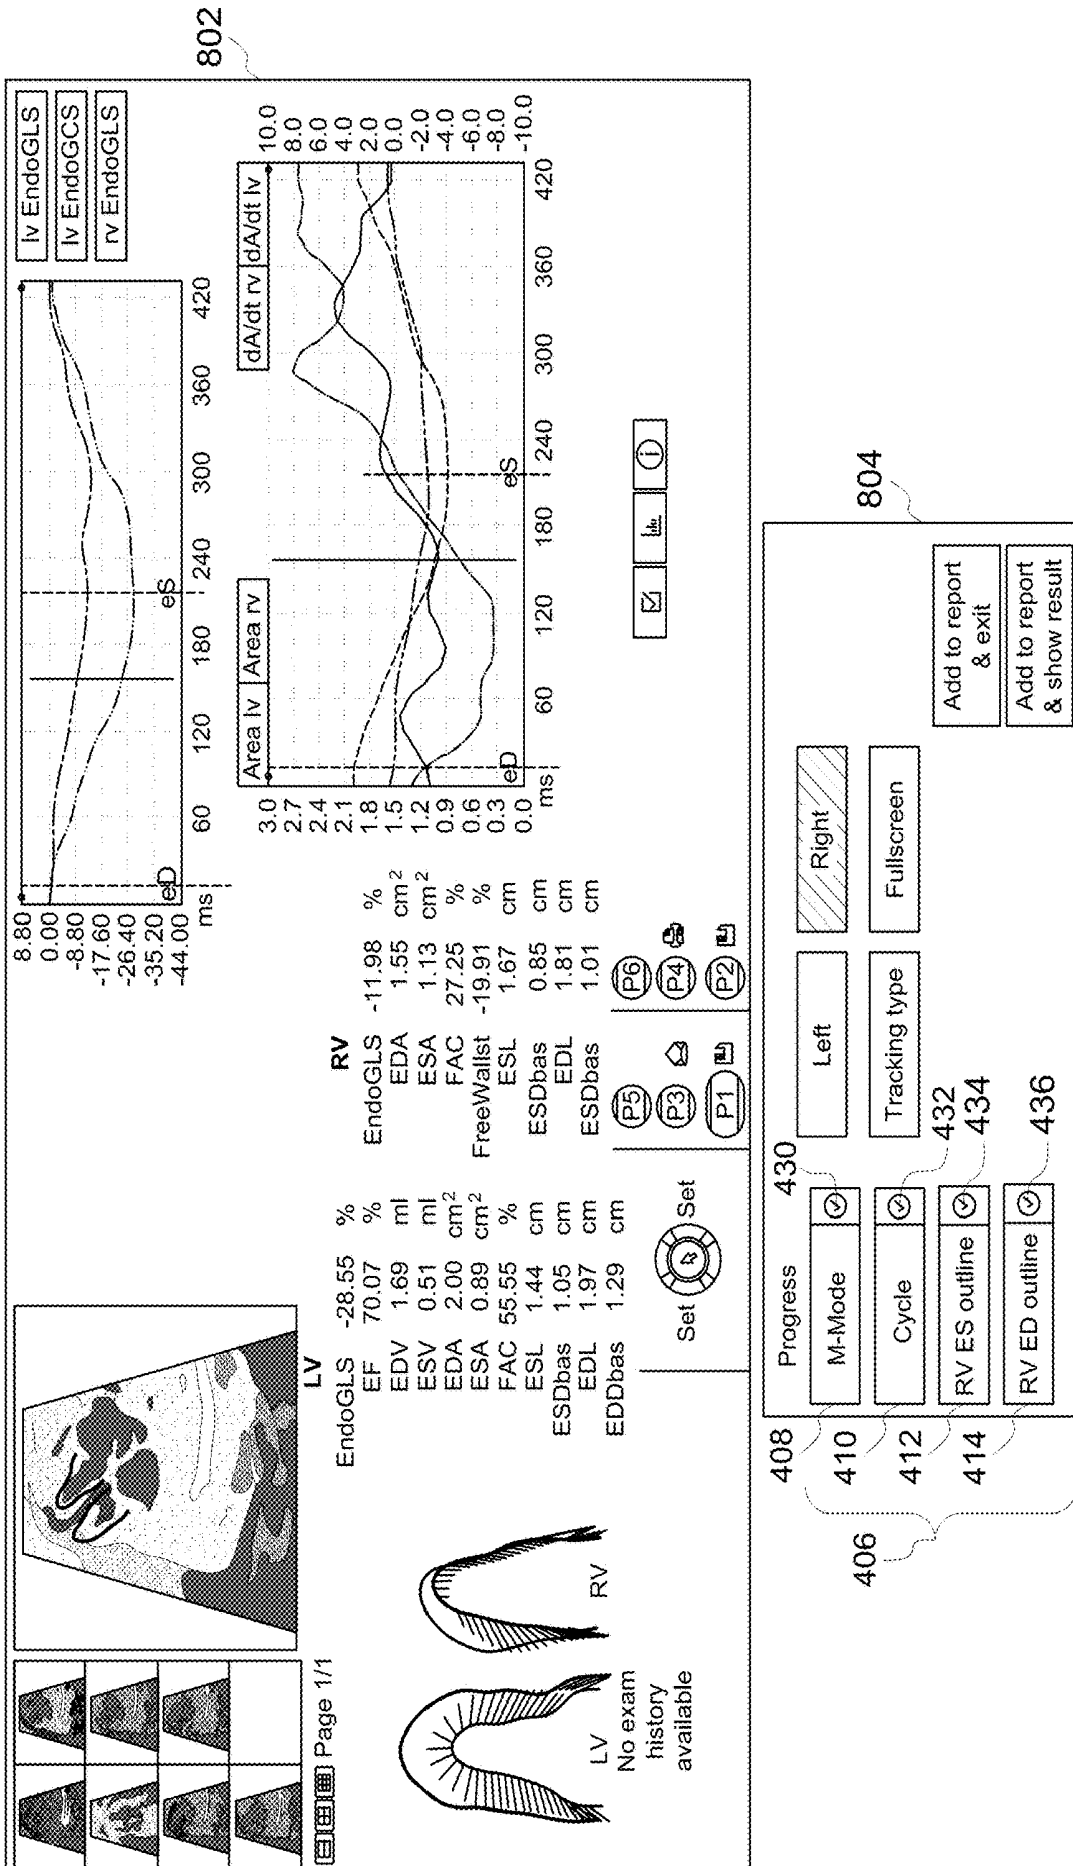 802
lv EndoGLS
lv EndoGCS
rv EndoGLS
8.80
0.00
-8.80
-17.60
-26.40
-35.20
-44.00
ms
eD
eS
60
120
180
240
300
360
420
Page 1/1
LV
EndoGLS -28.55 %
EF 70.07 %
EDV 1.69 ml
ESV 0.51 ml
EDA 2.00 cm²
ESA 0.89 cm²
FAC 55.55 %
ESL 1.44 cm
ESDbas 1.05 cm
EDL 1.97 cm
EDDbas 1.29 cm
RV
EndoGLS -11.98 %
EDA 1.55 cm²
ESA 1.13 cm²
FAC 27.25 %
FreeWallst -19.91 %
ESL 1.67 cm
ESDbas 0.85 cm
EDL 1.81 cm
ESDbas 1.01 cm
Area lv Area rv
dA/dt rv dA/dt lv
3.0
2.7
2.4
2.1
1.8
1.5
1.2
0.9
0.6
0.3
0.0
ms
10.0
8.0
6.0
4.0
2.0
0.0
-2.0
-4.0
-6.0
-8.0
-10.0
eD
eS
60
120
180
240
300
360
420
LV
RV
No exam
history
available
Set Set
P5
P6
P3
P4
P1
P2
i
804
Progress
430
408
M-Mode
Left
Right
410
Cycle
432
Tracking type
Fullscreen
412
RV ES outline
434
Add to report
& exit
414
RV ED outline
436
Add to report
& show result
406